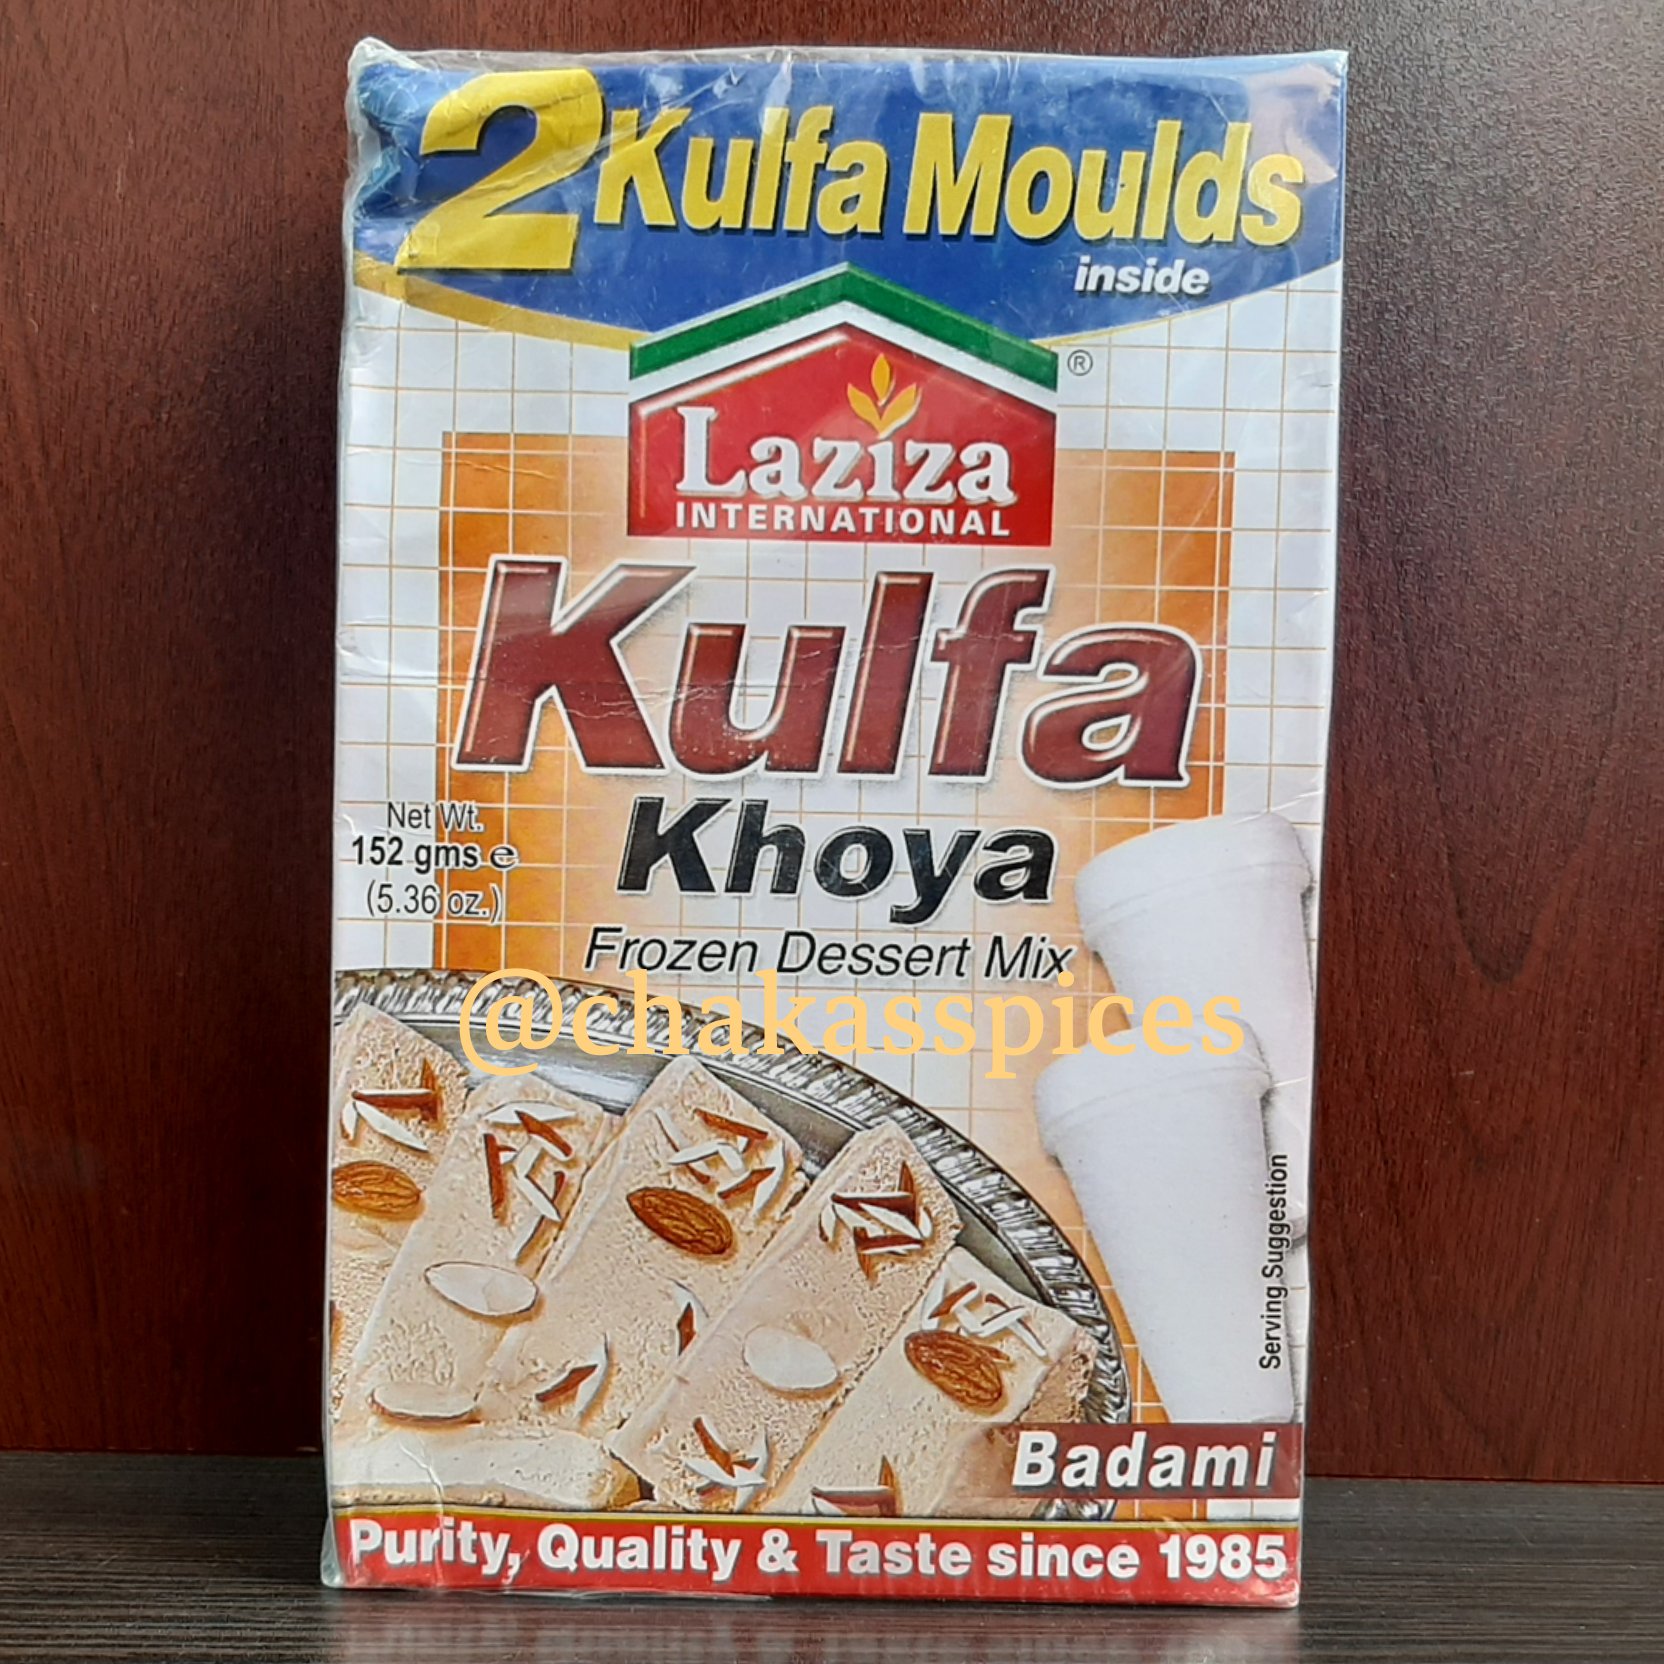 2 Kulfa Moulds
inside
®
Laziza
INTERNATIONAL
Kulfa
Khoya
Frozen Dessert Mix
Net Wt.
152 gms ℮
(5.36 oz.)
@chakasspices
Serving Suggestion
Badami
Purity, Quality & Taste since 1985